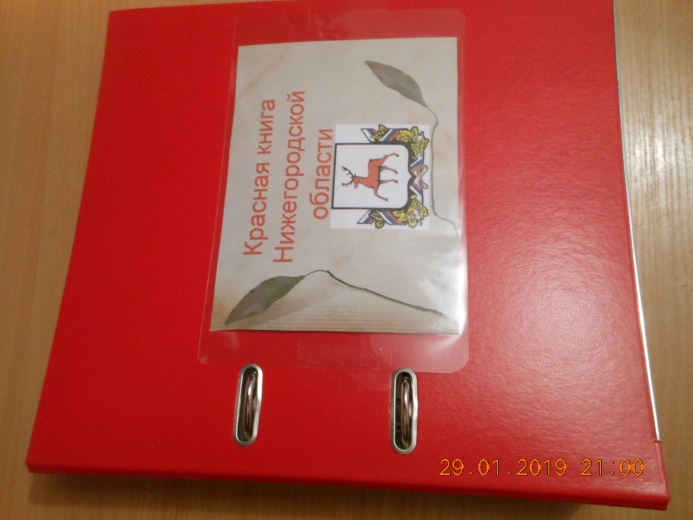 Красная книга
Нижегородской
области
29.01.2019 21:00